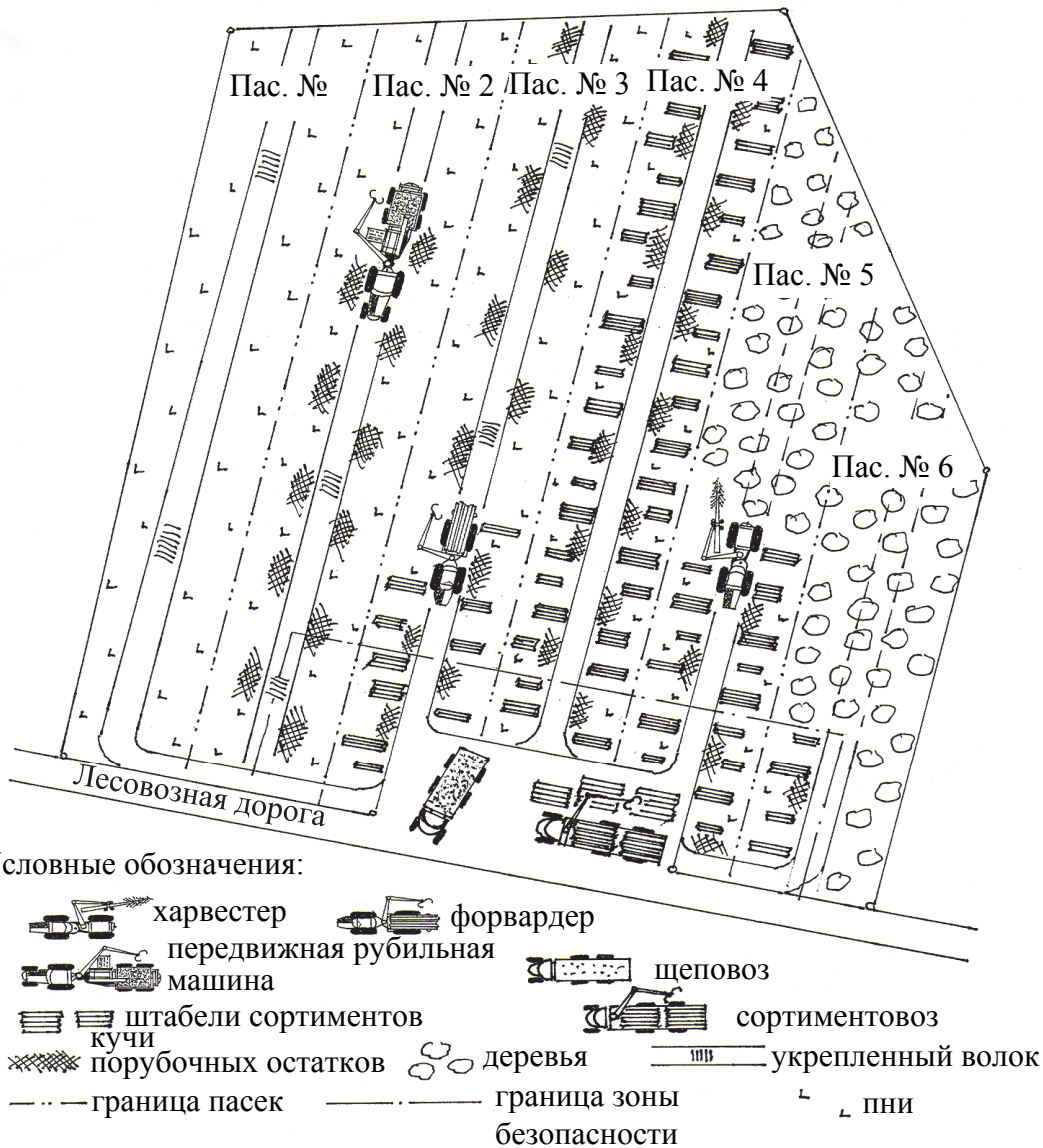 Пас. №
Пас. № 2
Пас. № 3
Пас. № 4
Пас. № 5
Пас. № 6
Лесовозная дорога
словные обозначения:
харвестер
форвардер
передвижная рубильная
машина
щеповоз
штабели сортиментов
сортиментовоз
кучи
порубочных остатков
деревья
укрепленный волок
граница пасек
граница зоны
безопасности
пни